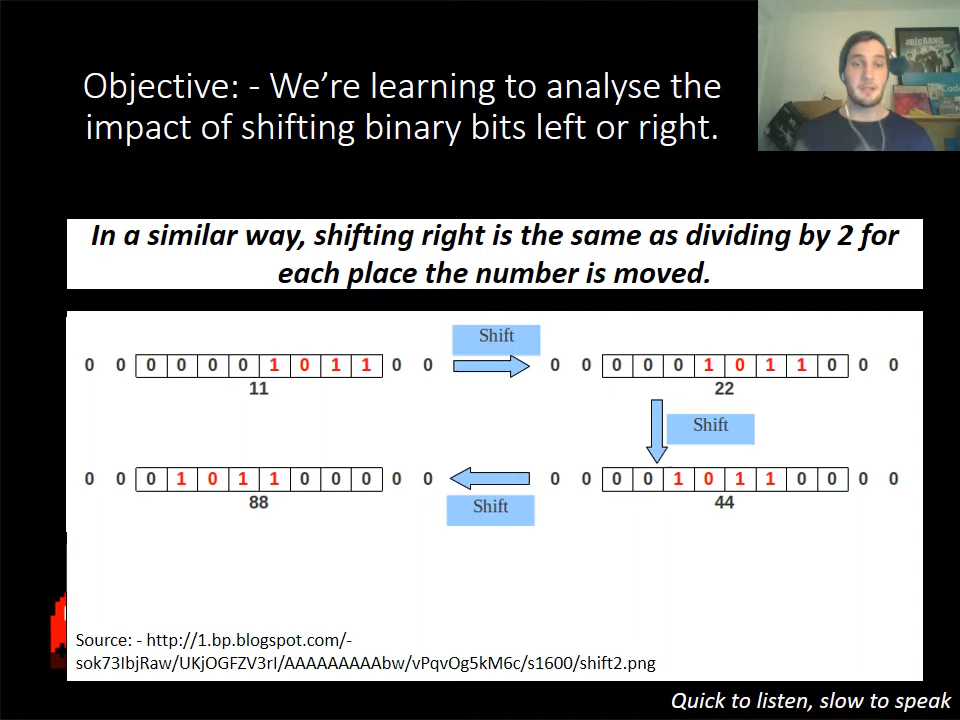 Objective: - We're learning to analyse the
impact of shifting binary bits left or right.
In a similar way, shifting right is the same as dividing by 2 for
each place the number is moved.
Shift
0 0 0 0 0 0 1 0 1 1 0 0
0 0 0 0 0 1 0 1 1 0 0 0
11
22
Shift
0 0 0 1 0 1 1 0 0 0 0 0
0 0 0 0 1 0 1 1 0 0 0 0
88
Shift
44
Source: - http://1.bp.blogspot.com/-
sok73IbjRaw/UKjOGFZV3rI/AAAAAAAAAbw/vPqvOg5kM6c/s1600/shift2.png
Quick to listen, slow to speak